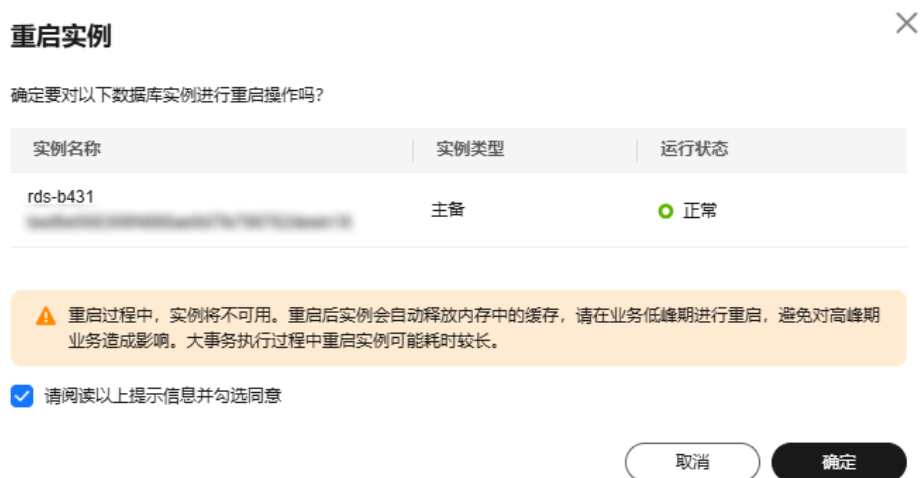 重启实例
确定要对以下数据库实例进行重启操作吗?
实例名称 实例类型 运行状态
rds-b431
主备 正常
重启过程中，实例将不可用。重启后实例会自动释放内存中的缓存，请在业务低峰期进行重启，避免对高峰期
业务造成影响。大事务执行过程中重启实例可能耗时较长。
请阅读以上提示信息并勾选同意
取消 确定